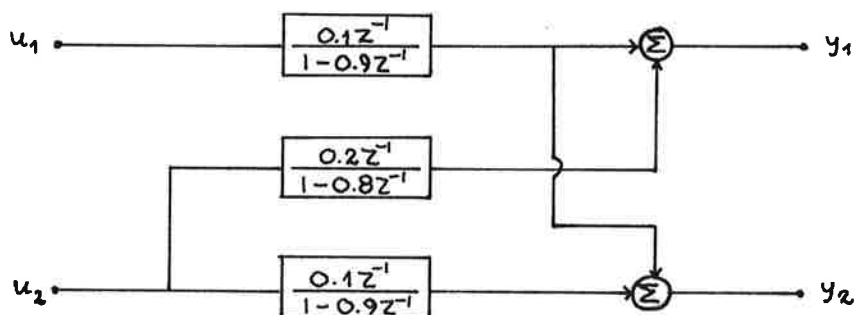 u₁
0.1z⁻¹
1-0.9z⁻¹
Σ
y₁
0.2z⁻¹
1-0.8z⁻¹
u₂
0.1z⁻¹
1-0.9z⁻¹
Σ
y₂